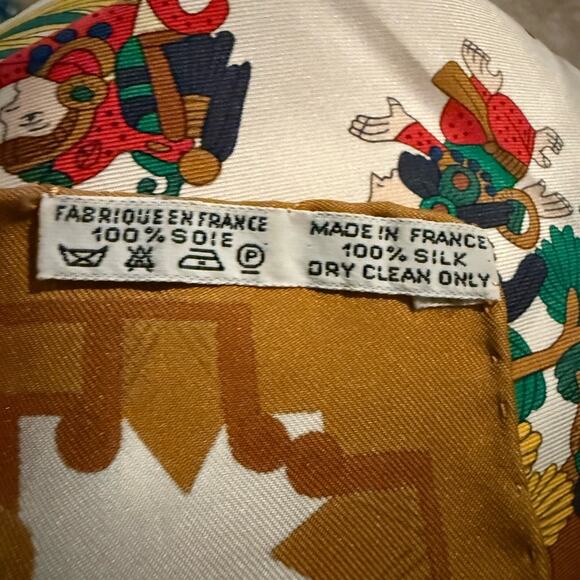 FABRIQUE EN FRANCE
100% SOIE
P
MADE IN FRANCE
100% SILK
DRY CLEAN ONLY